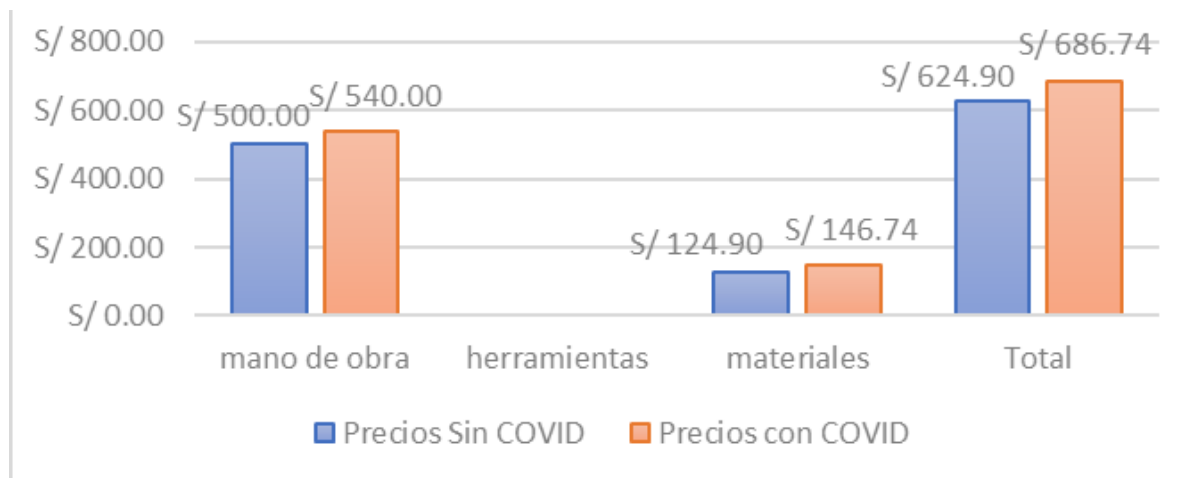 S/ 800.00
S/ 686.74
S/ 624.90
S/ 600.00
S/ 500.00
S/ 540.00
S/ 400.00
S/ 200.00
S/ 124.90
S/ 146.74
S/ 0.00
mano de obra herramientas materiales Total
Precios Sin COVID Precios con COVID